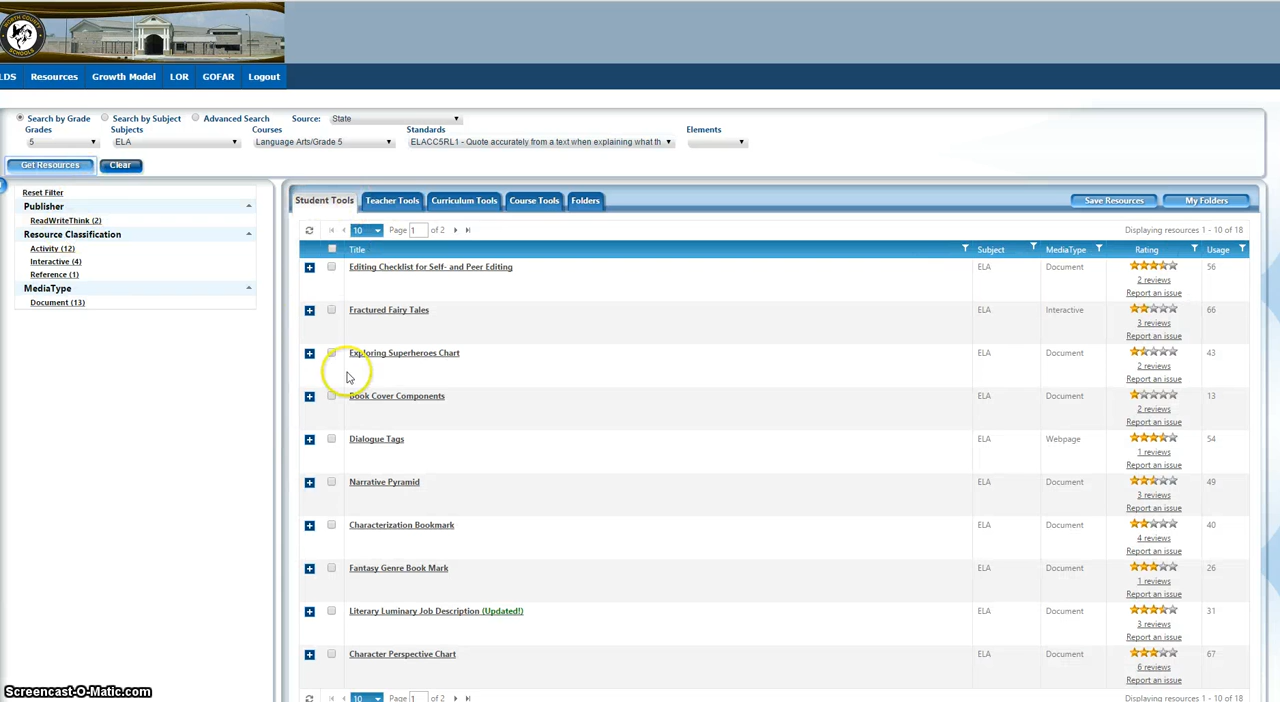 NORTH COUNTY SCHOOLS
LDS Resources Growth Model LOR GOFAR Logout
Search by Grade Search by Subject Advanced Search Source: State
Grades Subjects Courses Standards Elements
5 ELA Language Arts/Grade 5 ELACC5RL1 - Quote accurately from a text when explaining what th
Get Resources Clear
Reset Filter
Publisher
ReadWriteThink (2)
Resource Classification
Activity (12)
Interactive (4)
Reference (1)
MediaType
Document (13)
Student Tools Teacher Tools Curriculum Tools Course Tools Folders Save Resources My Folders
10 Page 1 of 2 Displaying resources 1 - 10 of 18
Title Subject MediaType Rating Usage
Editing Checklist for Self- and Peer Editing ELA Document 56
2 reviews
Report an issue
Fractured Fairy Tales ELA Interactive 66
3 reviews
Report an issue
Exploring Superheroes Chart ELA Document 43
2 reviews
Report an issue
Book Cover Components ELA Document 13
2 reviews
Report an issue
Dialogue Tags ELA Webpage 54
1 reviews
Report an issue
Narrative Pyramid ELA Document 49
3 reviews
Report an issue
Characterization Bookmark ELA Document 40
4 reviews
Report an issue
Fantasy Genre Book Mark ELA Document 26
1 reviews
Report an issue
Literary Luminary Job Description (Updated!) ELA Document 31
3 reviews
Report an issue
Character Perspective Chart ELA Document 67
6 reviews
Report an issue
10 Page 1 of 2 Displaying resources 1 - 10 of 18
Screencast-O-Matic.com